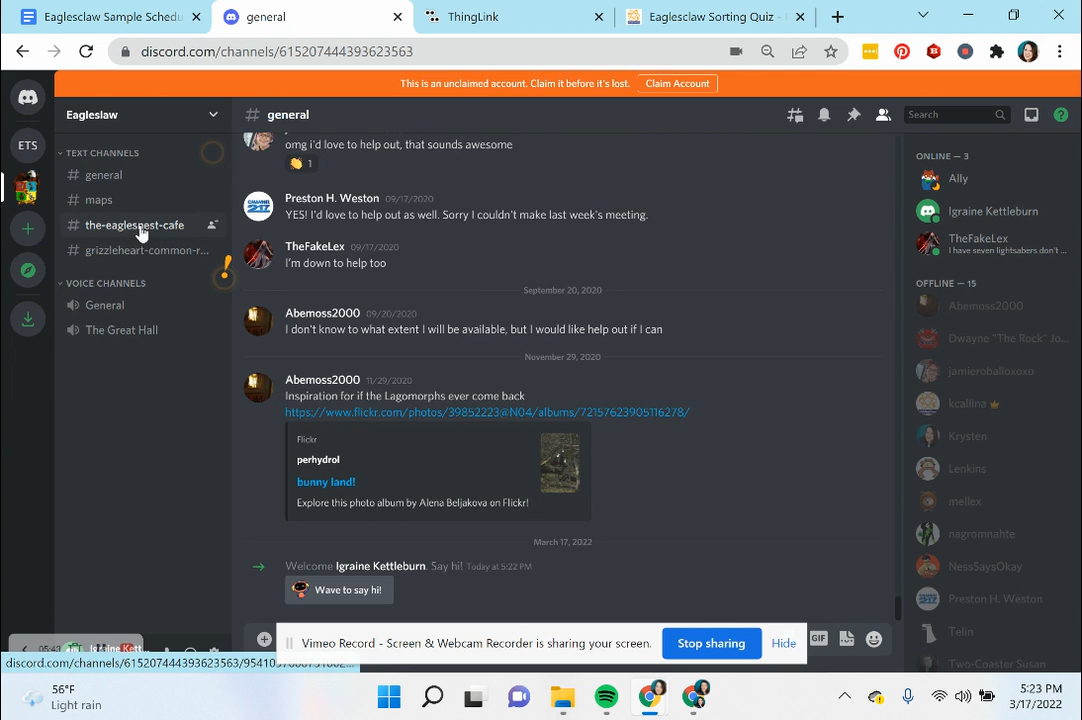 Eaglesclaw Sample Schedu
general
ThingLink
Eaglesclaw Sorting Quiz -
discord.com/channels/615207444393623563
This is an unclaimed account. Claim it before it's lost.
Claim Account
Eagleslaw
# general
Search
TEXT CHANNELS
# general
# maps
# the-eaglesnest-cafe
# grizzleheart-common-r...
VOICE CHANNELS
General
The Great Hall
ETS
omg i'd love to help out, that sounds awesome
1
Preston H. Weston 09/17/2020
YES! I'd love to help out as well. Sorry I couldn't make last week's meeting.
TheFakeLex 09/17/2020
I'm down to help too
September 20, 2020
Abemoss2000 09/20/2020
I don't know to what extent I will be available, but I would like help out if I can
November 29, 2020
Abemoss2000 11/29/2020
Inspiration for if the Lagomorphs ever come back
https://www.flickr.com/photos/39852223@N04/albums/72157623905116278/
Flickr
perhydrol
bunny land!
Explore this photo album by Alena Beljakova on Flickr!
March 17, 2022
Welcome Igraine Kettleburn. Say hi! Today at 5:22 PM
Wave to say hi!
ONLINE — 3
Ally
Igraine Kettleburn
TheFakeLex
I have seven lightsabers don't ...
OFFLINE — 15
Abemoss2000
Dwayne "The Rock" Jo...
jamieroballoxoxo
kcallina
Krysten
Lenkins
mellex
nagromnahte
NessSaysOkay
Preston H. Weston
Telin
Two-Coaster Susan
GIF
Vimeo Record - Screen & Webcam Recorder is sharing your screen.
Stop sharing
Hide
05:43
Igraine Kett...
56°F
Light rain
5:23 PM
3/17/2022